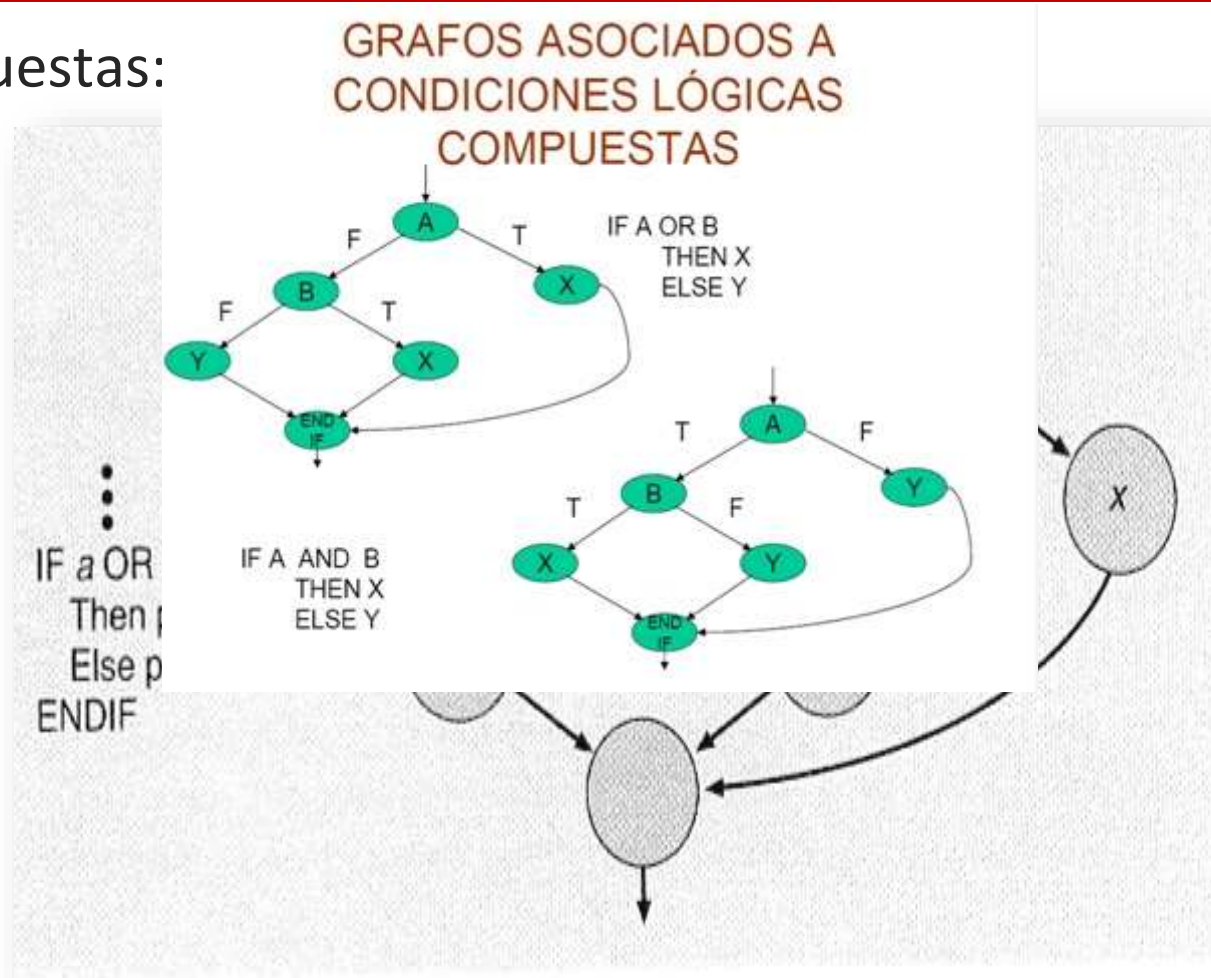 uestas:
GRAFOS ASOCIADOS A
CONDICIONES LÓGICAS
COMPUESTAS
A
F
T
IF A OR B
THEN X
ELSE Y
B
X
F
T
Y
X
END
IF
A
T
F
B
Y
T
F
IF A AND B
THEN X
ELSE Y
X
Y
END
IF
IF a OR
Then
Else
ENDIF
X